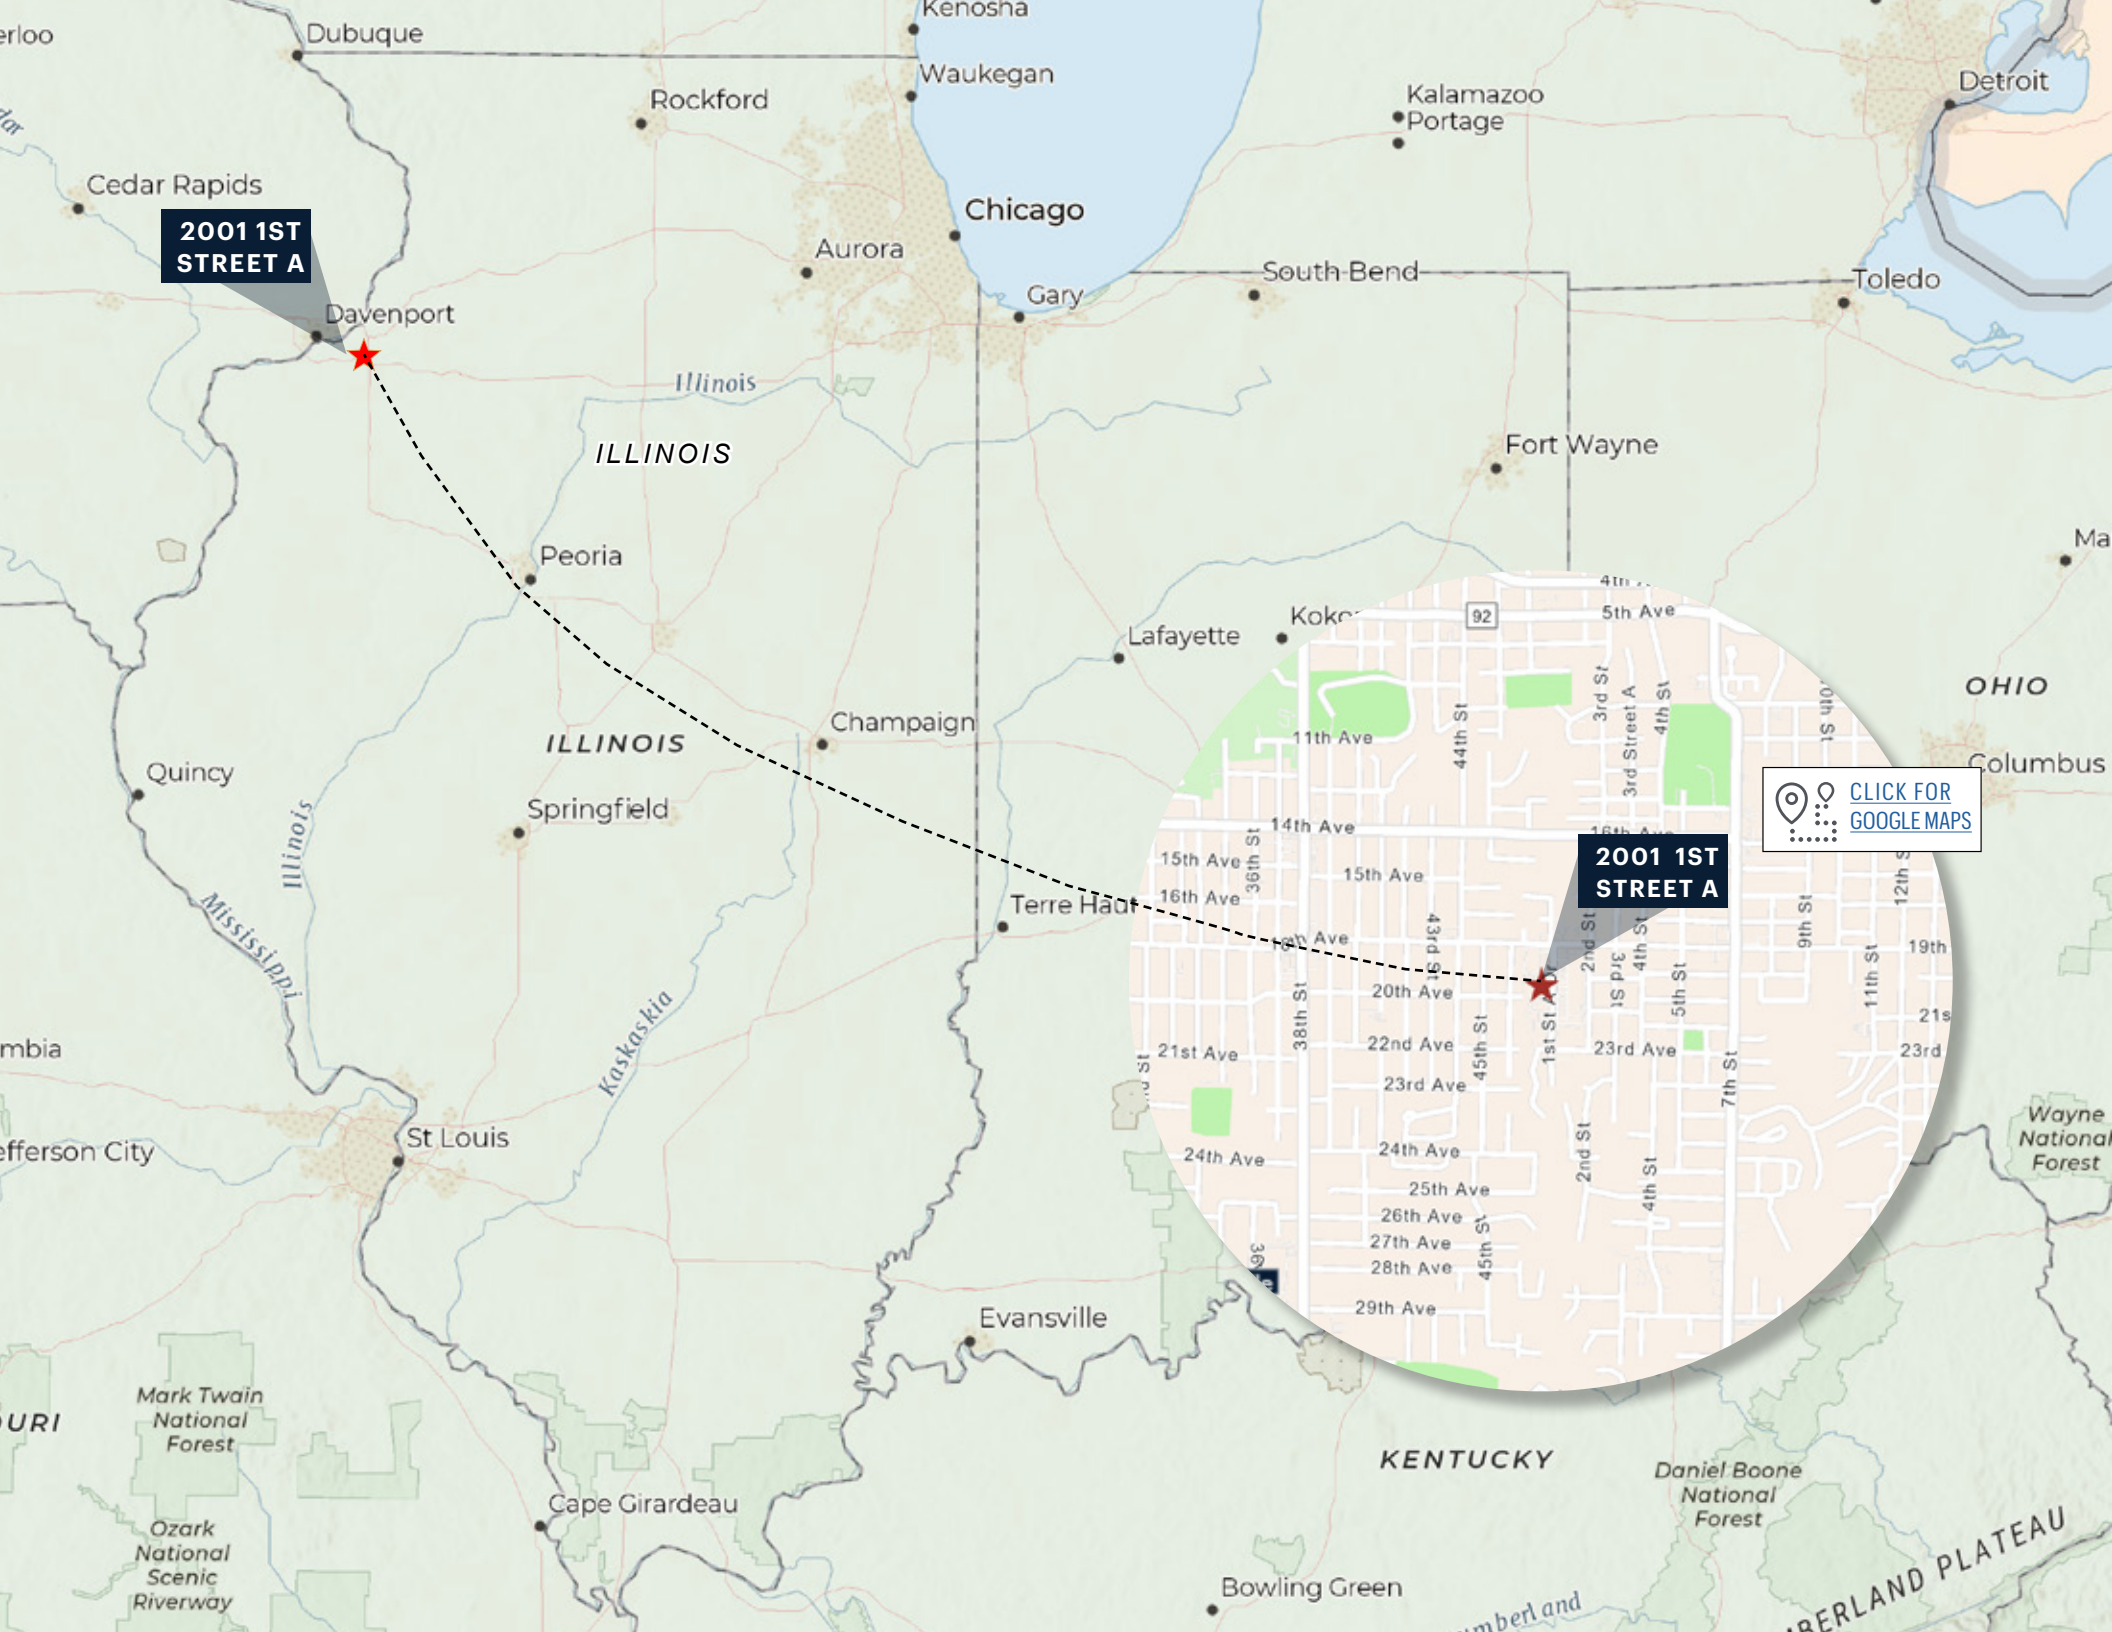 Kenosha
Dubuque
Waukegan
Rockford
Kalamazoo
Portage
Detroit
Cedar Rapids
2001 1ST
STREET A
Chicago
Aurora
South Bend
Toledo
Gary
Davenport
Illinois
ILLINOIS
Fort Wayne
Peoria
Lafayette
92
5th Ave
OHIO
3rd St
3rd Street A
4th St
44th St
11th Ave
Champaign
ILLINOIS
Quincy
Columbus
CLICK FOR
GOOGLE MAPS
Springfield
Illinois
14th Ave
16th Ave
15th Ave
36th St
15th Ave
16th Ave
2001 1ST
STREET A
12th S
Terre Haut
Mississippi
43rd St
2nd St
4th St
9th St
19th
3rd St
5th St
11th St
20th Ave
38th St
Kaskaskia
1st St A
45th St
21st Ave
22nd Ave
23rd Ave
23rd
23rd Ave
7th St
St Louis
efferson City
24th Ave
24th Ave
2nd St
4th St
Wayne
National
Forest
25th Ave
26th Ave
27th Ave
28th Ave
29th Ave
45th St
Evansville
Mark Twain
National
Forest
KENTUCKY
Daniel Boone
National
Forest
Cape Girardeau
Ozark
National
Scenic
Riverway
Bowling Green